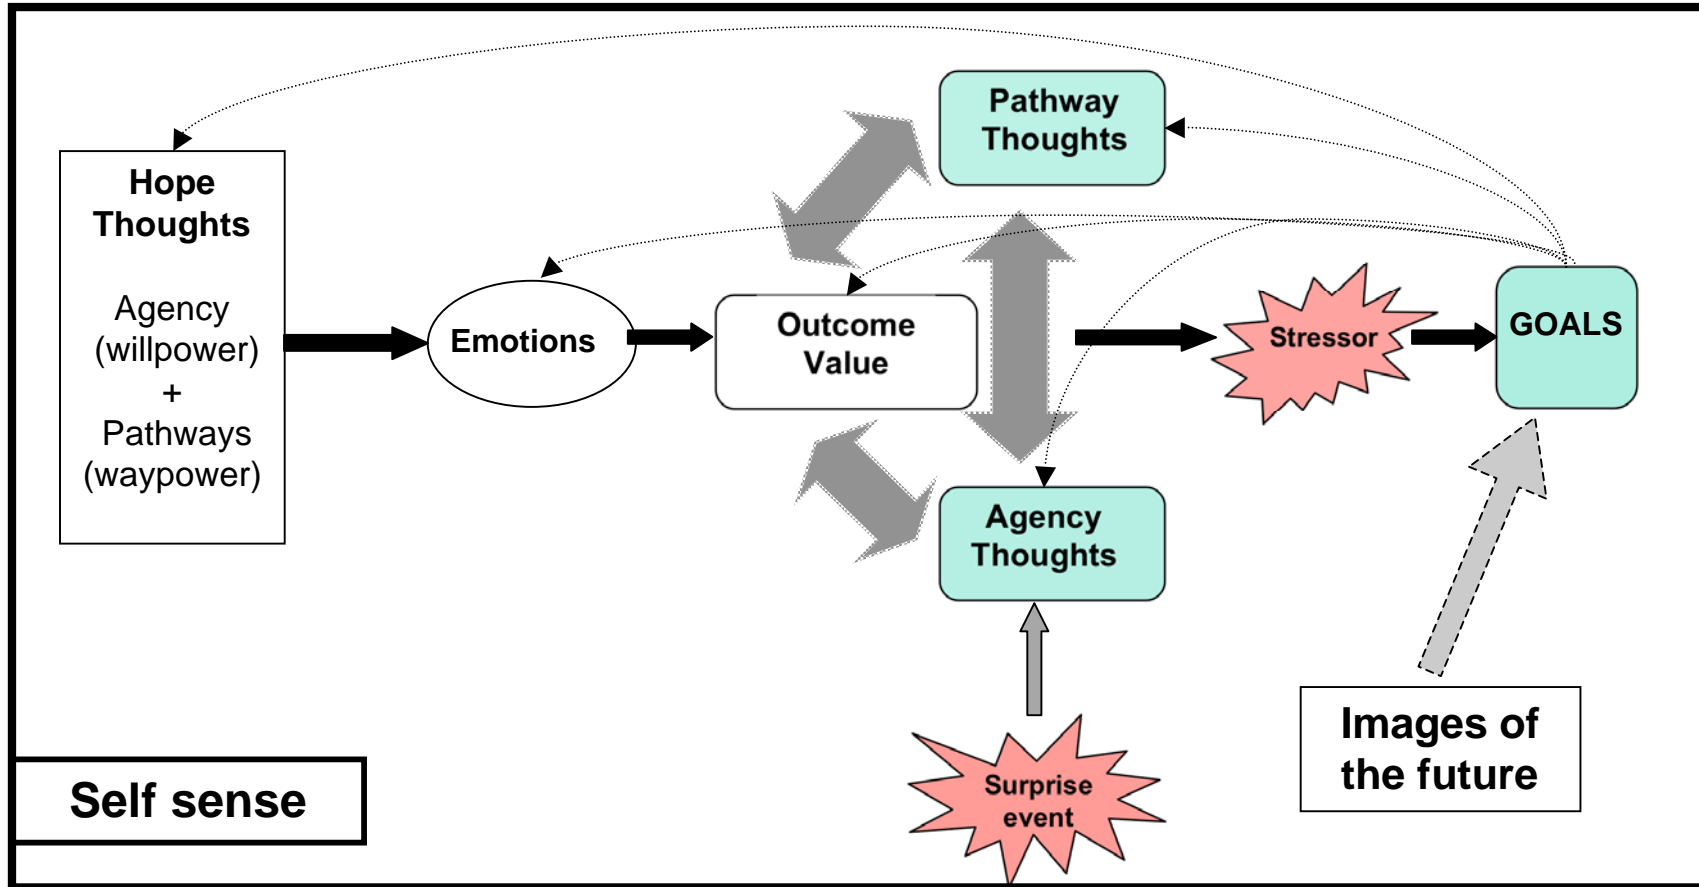 Hope
Thoughts
Agency
(willpower)
+
Pathways
(waypower)
Emotions
Outcome
Value
Pathway
Thoughts
Agency
Thoughts
Surprise
event
Stressor
GOALS
Images of
the future
Self sense